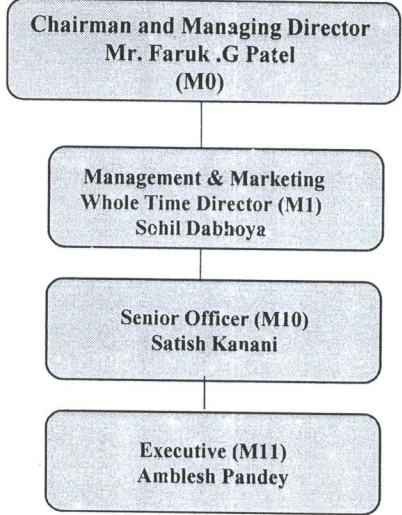 Chairman and Managing Director
Mr. Faruk .G Patel
(M0)
Management & Marketing
Whole Time Director (M1)
Sohil Dabhoya
Senior Officer (M10)
Satish Kanani
Executive (M11)
Amblesh Pandey